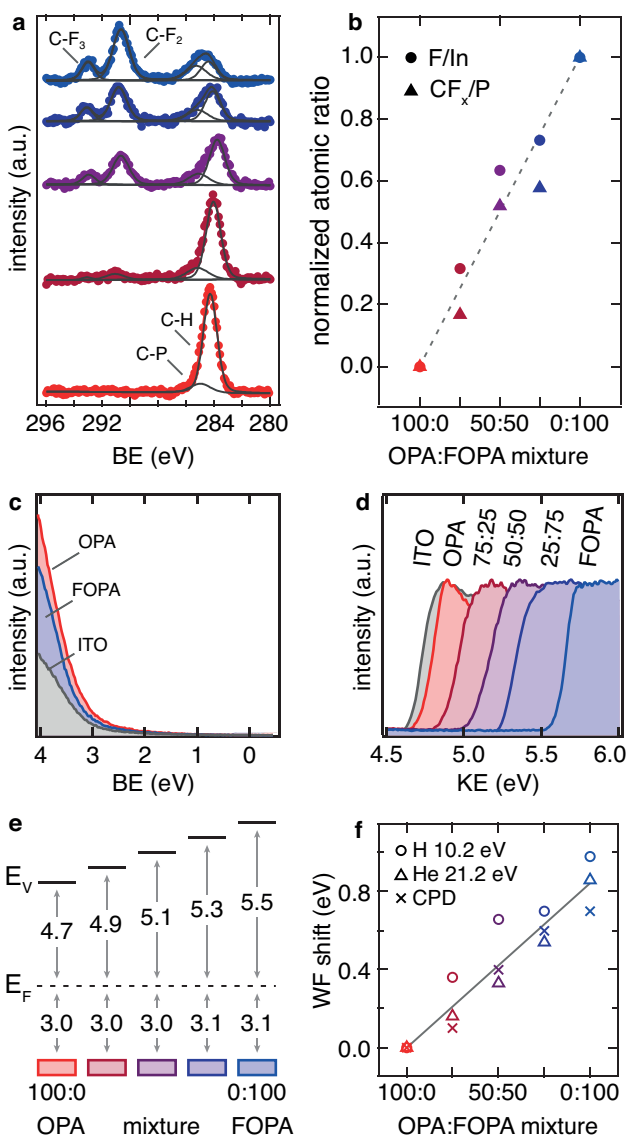 a
C-F3
C-F2
C-H
C-P
intensity (a.u.)
296
292
288
284
280
BE (eV)
b
F/In
CFx/P
normalized atomic ratio
1.0
0.8
0.6
0.4
0.2
0.0
100:0
50:50
0:100
OPA:FOPA mixture
c
OPA
FOPA
ITO
intensity (a.u.)
4
3
2
1
0
BE (eV)
d
ITO
OPA
75:25
50:50
25:75
FOPA
intensity (a.u.)
4.5
5.0
5.5
6.0
KE (eV)
e
EV
4.7
4.9
5.1
5.3
5.5
EF
3.0
3.0
3.0
3.1
3.1
100:0
0:100
OPA
mixture
FOPA
f
H 10.2 eV
He 21.2 eV
CPD
WF shift (eV)
0.8
0.4
0.0
100:0
50:50
0:100
OPA:FOPA mixture